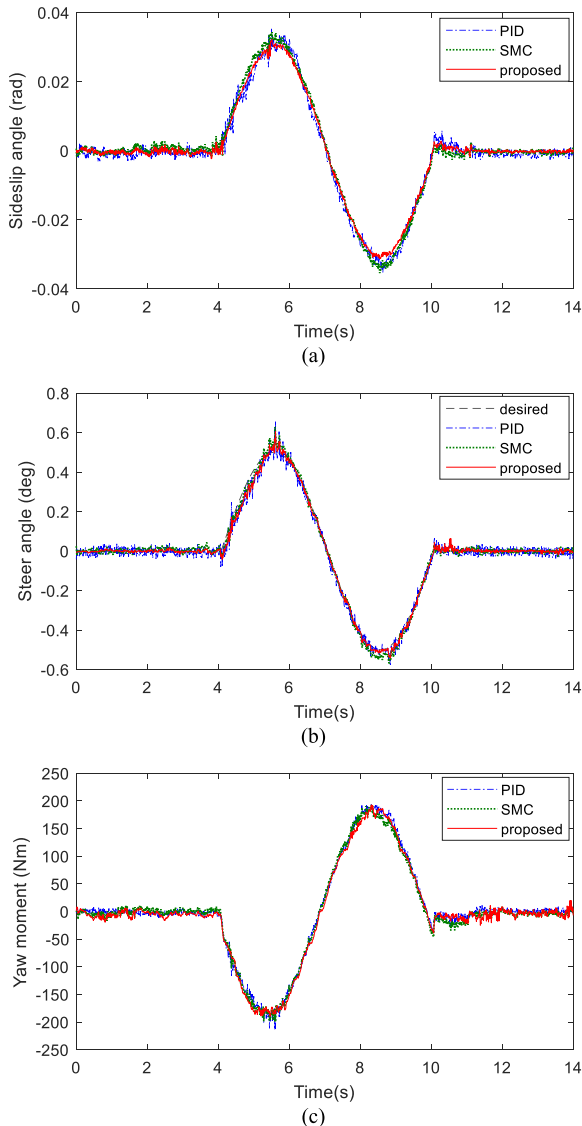 0.04
0.02
0
-0.02
-0.04
Sideslip angle (rad)
PID
SMC
proposed
0 2 4 6 8 10 12 14
Time(s)
(a)
0.8
0.6
0.4
0.2
0
-0.2
-0.4
-0.6
Steer angle (deg)
desired
PID
SMC
proposed
0 2 4 6 8 10 12 14
Time(s)
(b)
250
200
150
100
50
0
-50
-100
-150
-200
-250
Yaw moment (Nm)
PID
SMC
proposed
0 2 4 6 8 10 12 14
Time(s)
(c)